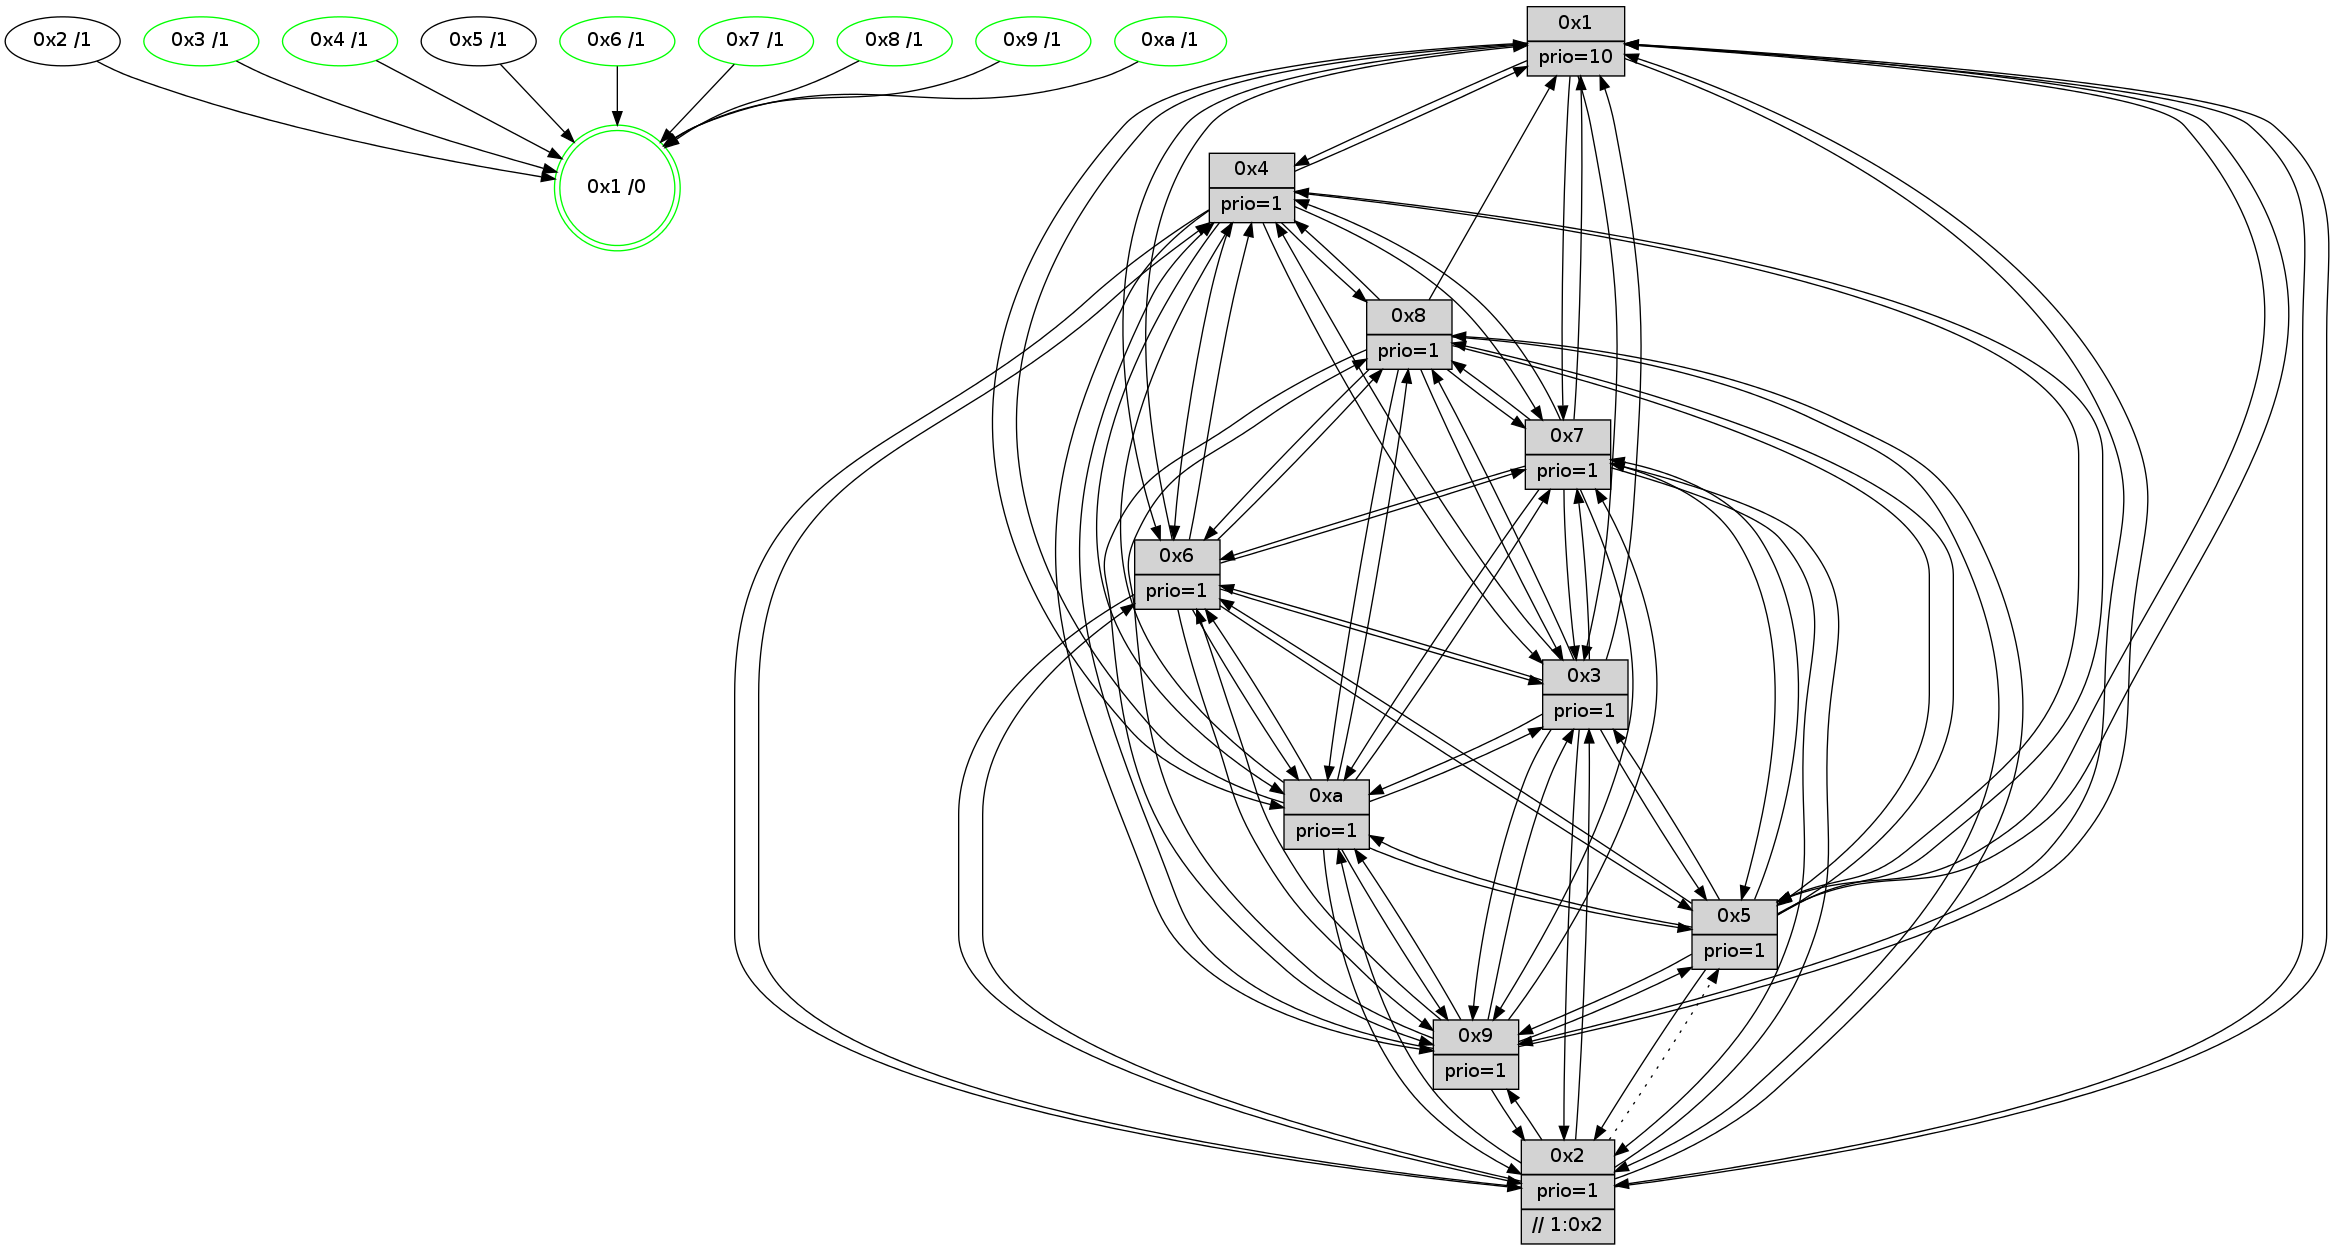 0x2 /1
0x3 /1
0x4 /1
0x5 /1
0x6 /1
0x7 /1
0x8 /1
0x9 /1
0xa /1
0x1 /0
0x1
prio=10
0x4
prio=1
0x8
prio=1
0x7
prio=1
0x6
prio=1
0x3
prio=1
0xa
prio=1
0x5
prio=1
0x9
prio=1
0x2
prio=1
// 1:0x2